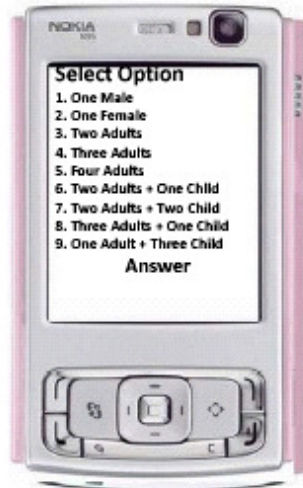 NOKIA
N95
Select Option
1. One Male
2. One Female
3. Two Adults
4. Three Adults
5. Four Adults
6. Two Adults + One Child
7. Two Adults + Two Child
8. Three Adults + One Child
9. One Adult + Three Child
Answer
C